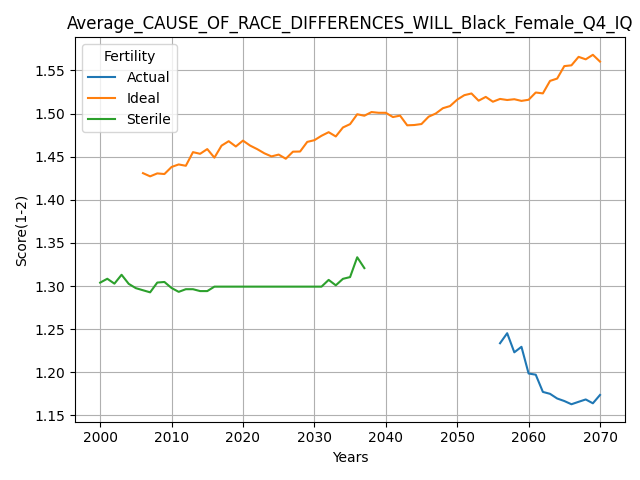 Average_CAUSE_OF_RACE_DIFFERENCES_WILL_Black_Female_Q4_IQ
Fertility
Actual
Ideal
Sterile
1.55
1.50
1.45
1.40
1.35
1.30
1.25
1.20
1.15
Score(1-2)
2000 2010 2020 2030 2040 2050 2060 2070
Years